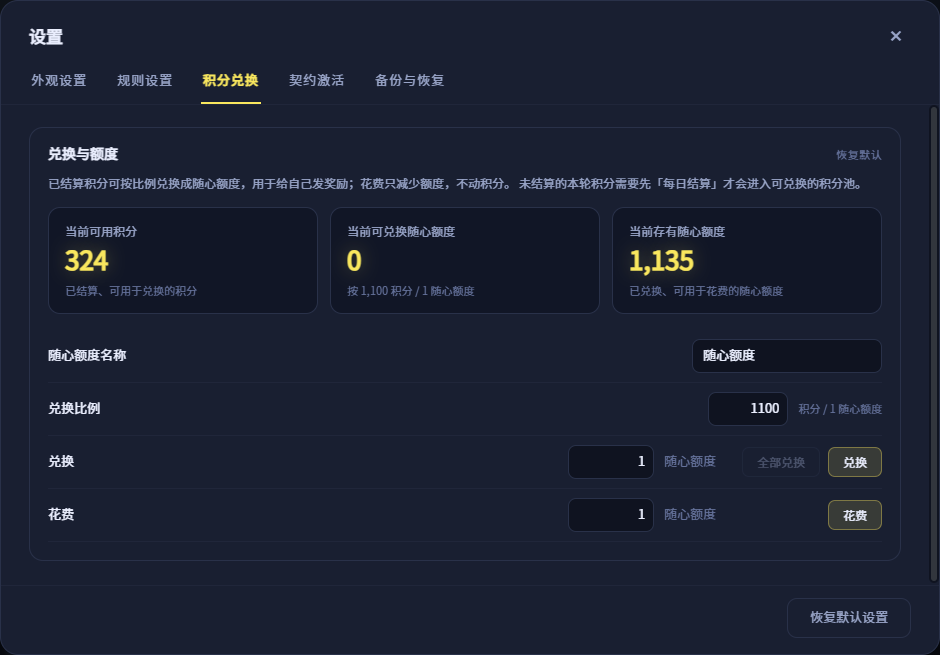 设置
×
外观设置 规则设置 积分兑换 契约激活 备份与恢复
兑换与额度 恢复默认
已结算积分可按比例兑换成随心额度，用于给自己发奖励；花费只减少额度，不动积分。 未结算的本轮积分需要先「每日结算」才会进入可兑换的积分池。
当前可用积分 当前可兑换随心额度 当前存有随心额度
324 0 1,135
已结算、可用于兑换的积分 按 1,100 积分 / 1 随心额度 已兑换、可用于花费的随心额度
随心额度名称 随心额度
兑换比例 1100 积分 / 1 随心额度
兑换 1 随心额度 全部兑换 兑换
花费 1 随心额度 花费
恢复默认设置